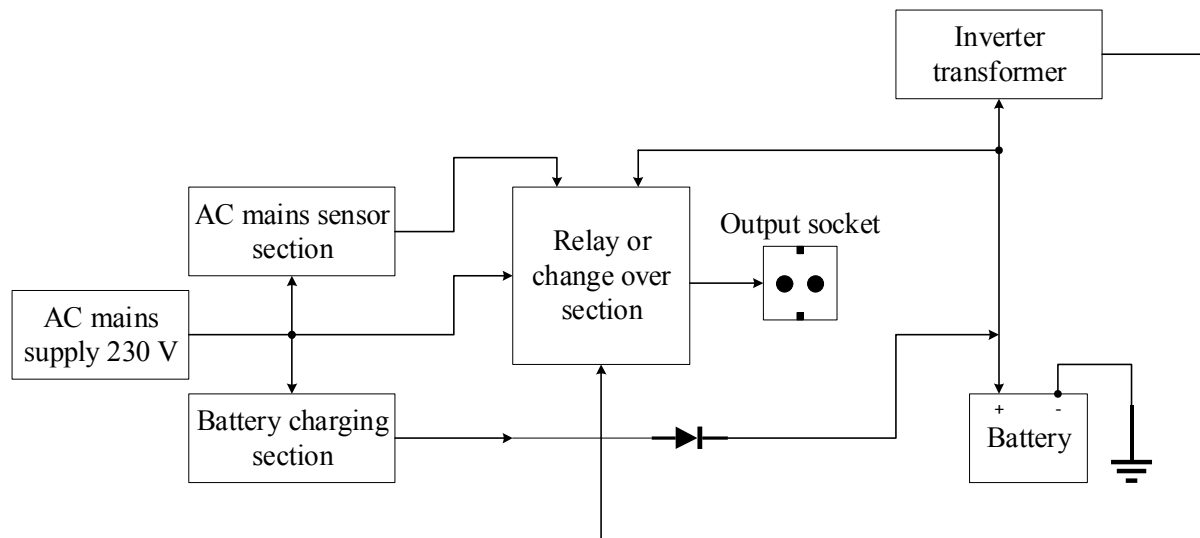 Inverter
transformer
AC mains sensor
section
Relay or
change over
section
Output socket
AC mains
supply 230 V
Battery charging
section
+ -
Battery